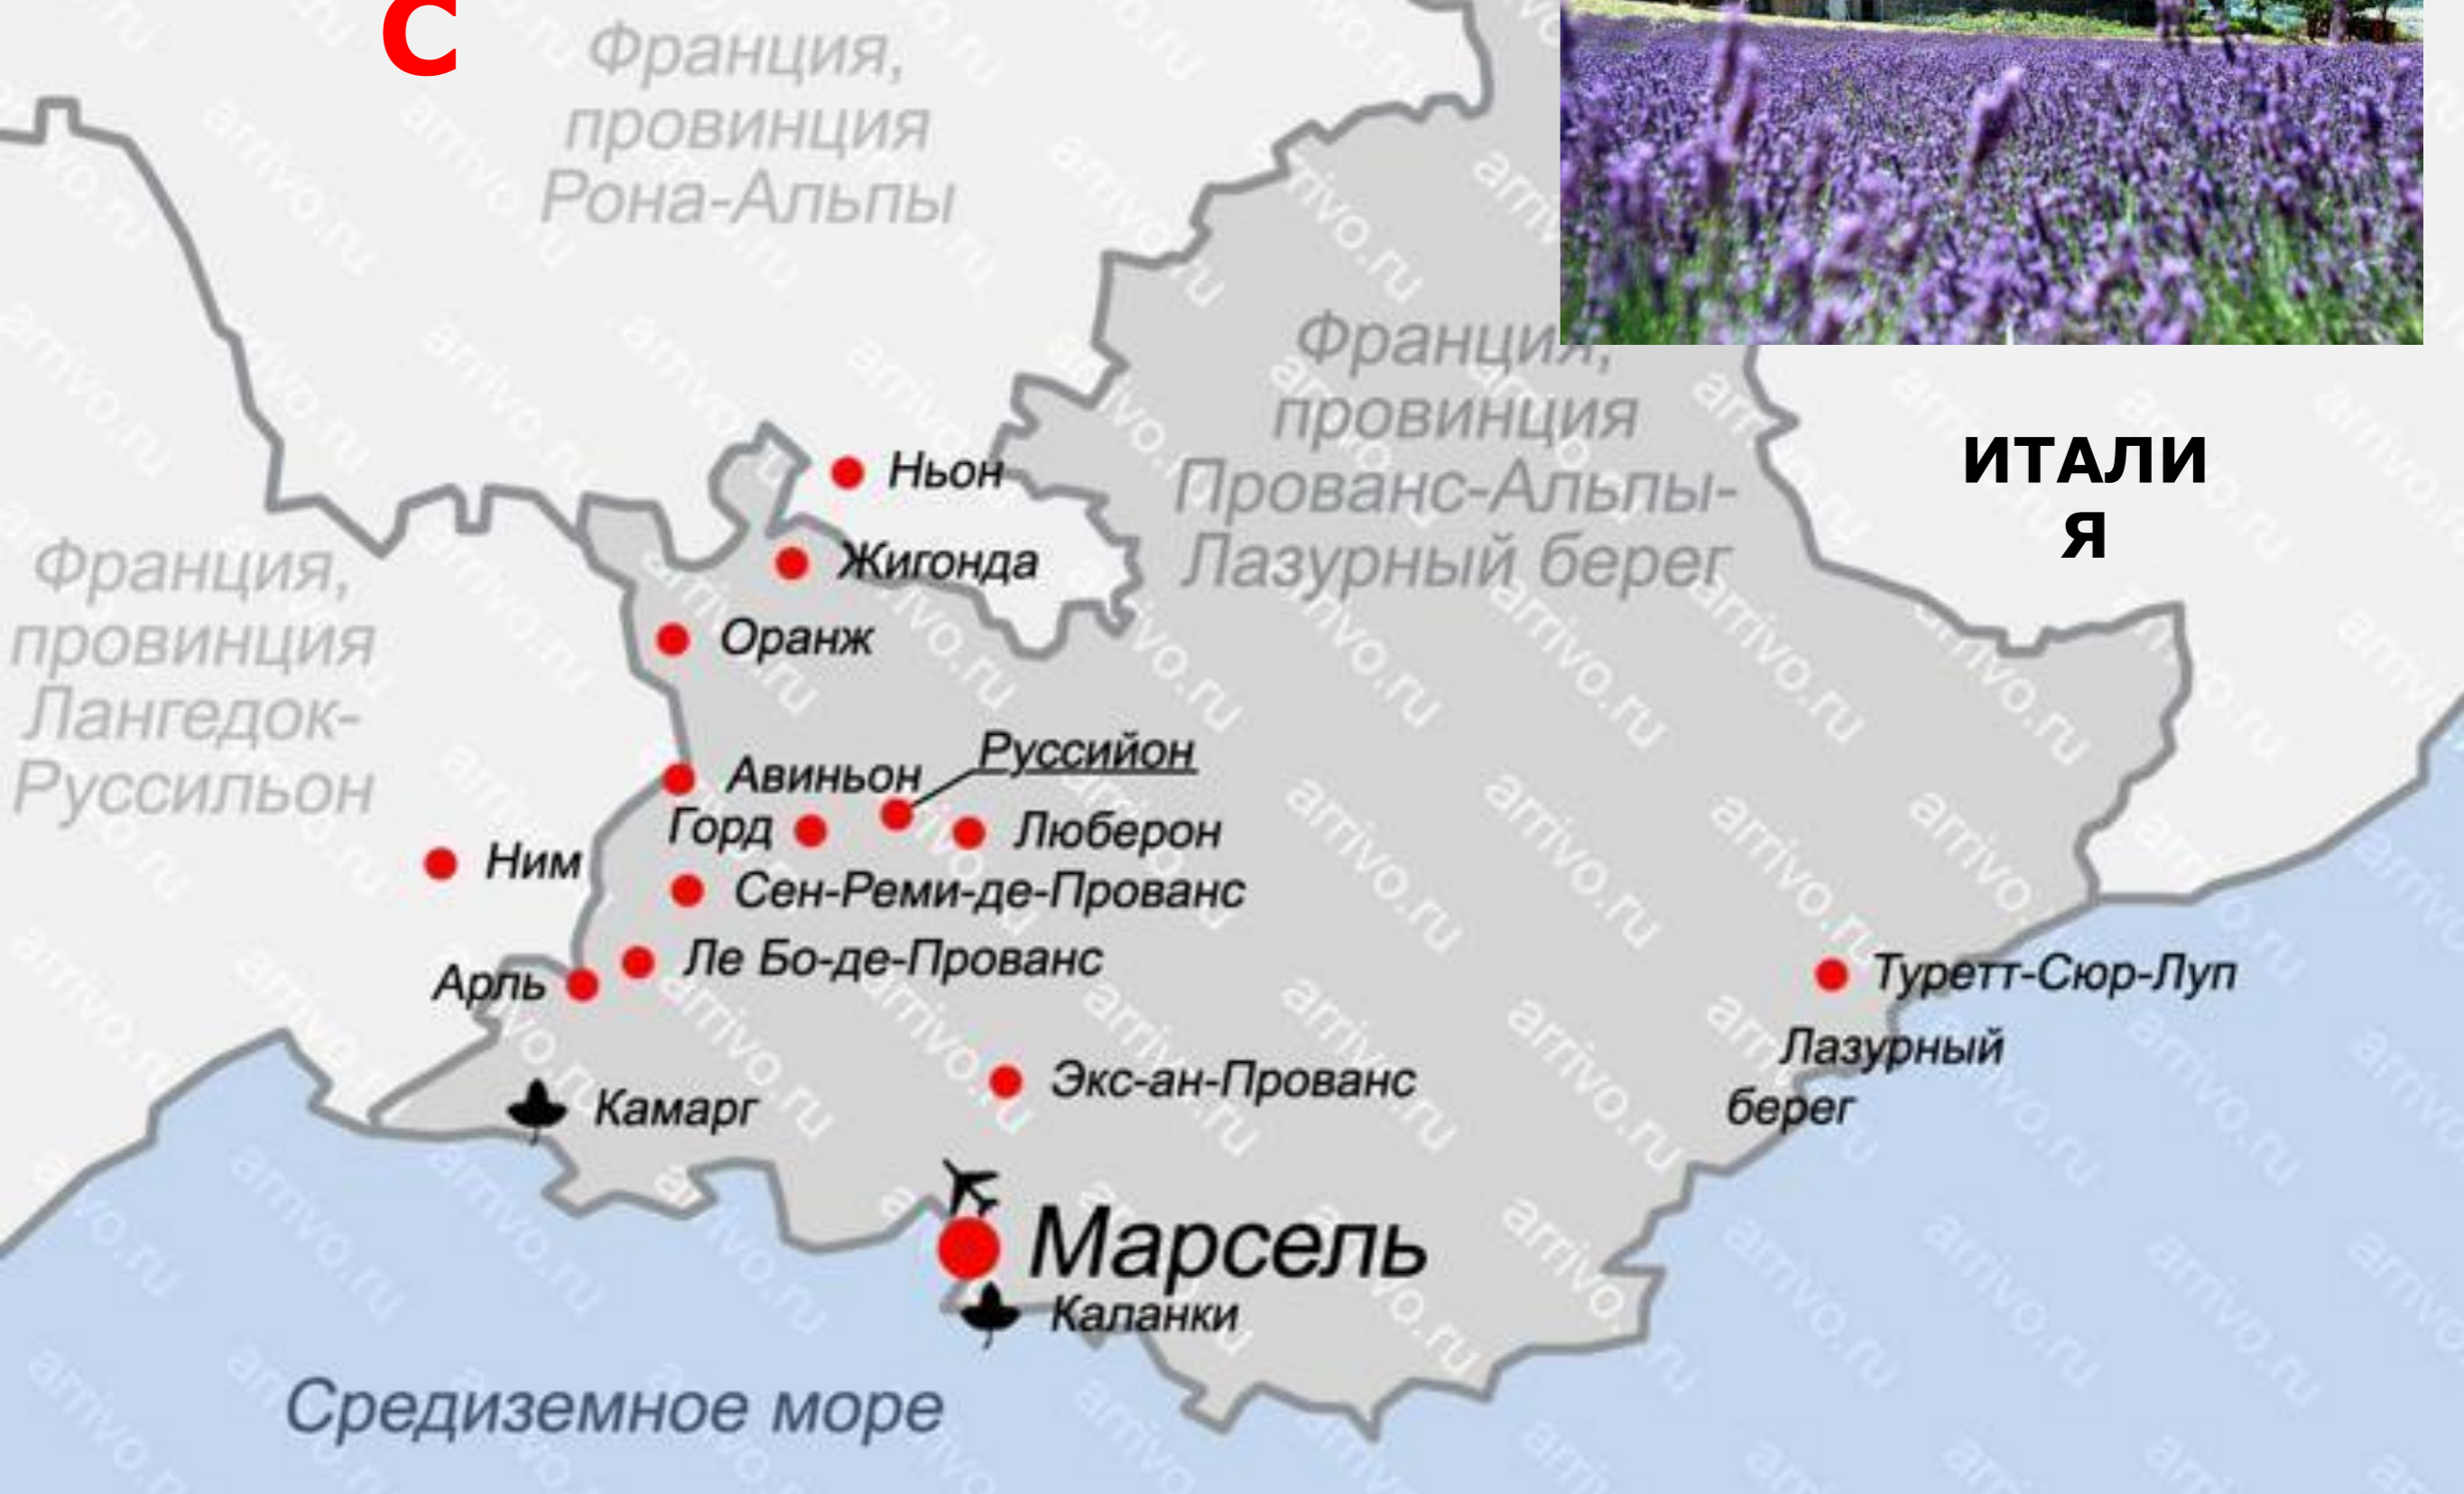 С
Франция,
провинция
Рона-Альпы
Франция,
провинция
Прованс-Альпы-
Лазурный берег
ИТАЛИ
Я
Ньон
Жигонда
Франция,
провинция
Лангедок-
Руссильон
Оранж
Руссийон
Авиньон
Горд
Люберон
Ним
Сен-Реми-де-Прованс
Ле Бо-де-Прованс
Арль
Туретт-Сюр-Луп
Лазурный
берег
Экс-ан-Прованс
Камарг
Марсель
Каланки
Средиземное море
arrivo.ru